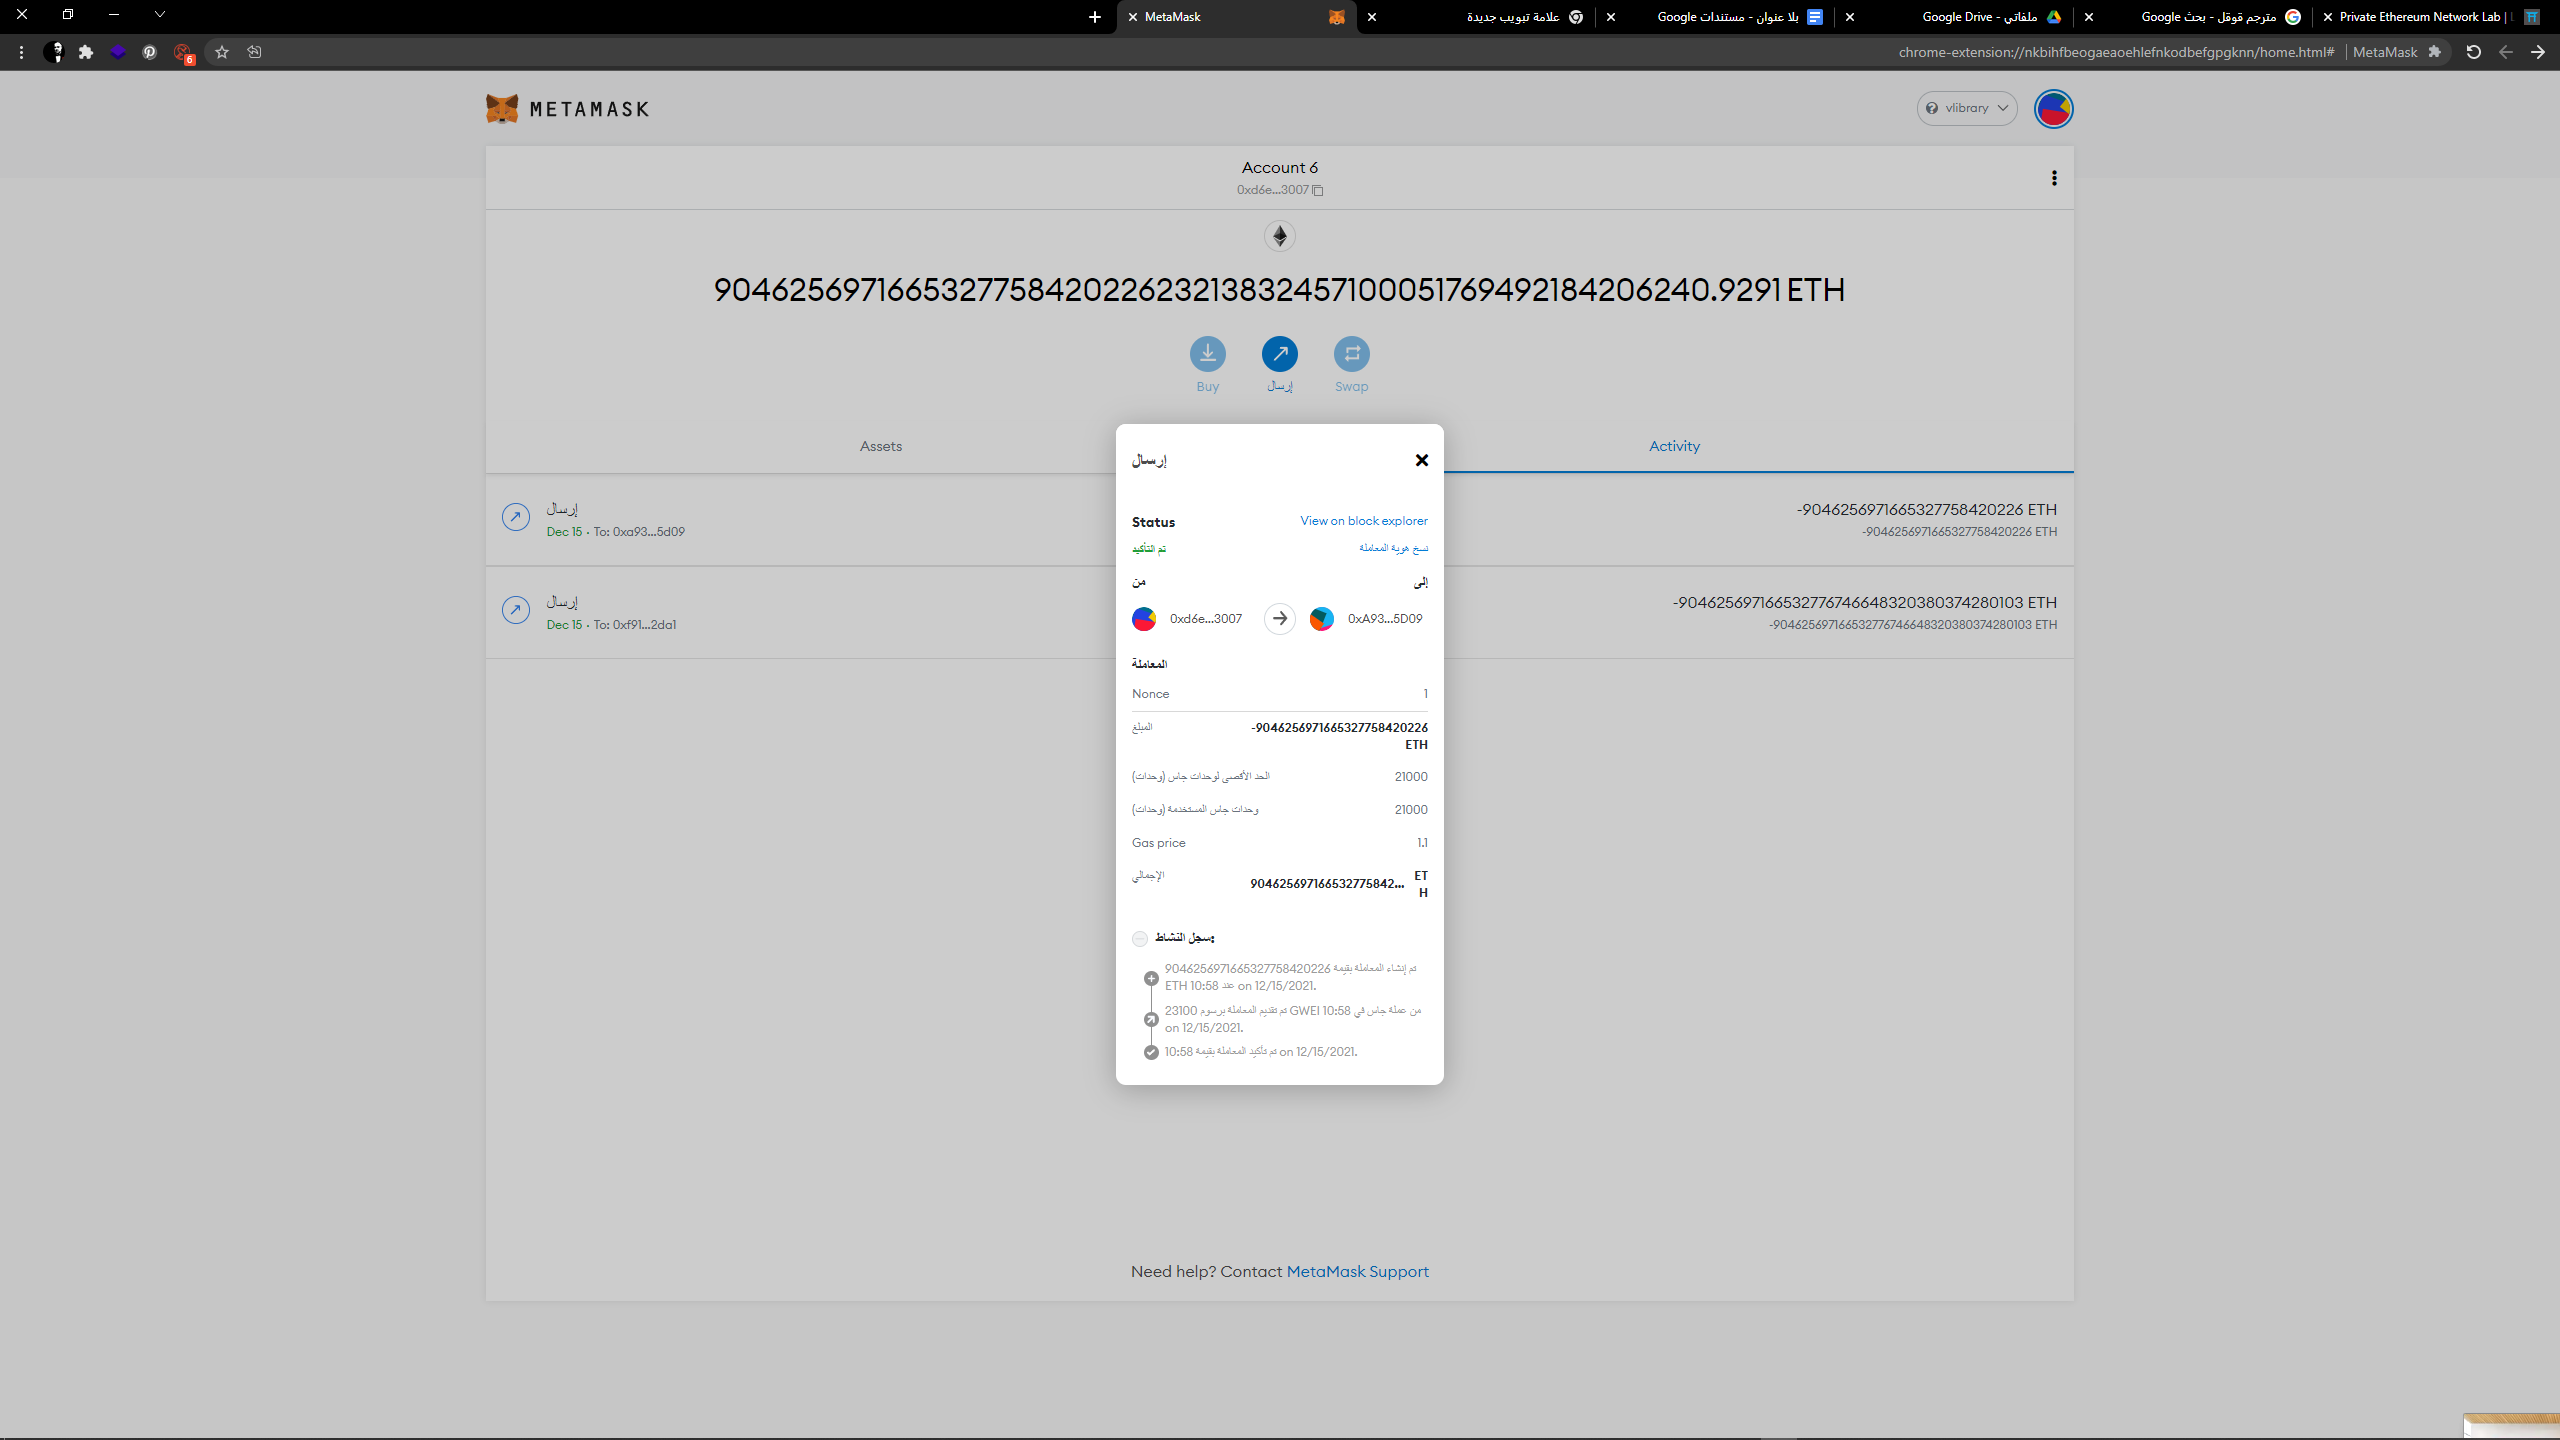 MetaMask
علامة تبويب جديدة
بلا عنوان - مستندات Google
ملفاتي - Google Drive
مترجم قوقل - بحث Google
Private Ethereum Network Lab |
6
chrome-extension://nkbihfbeogaeaoehlefnkodbefgpgknn/home.html# | MetaMask
METAMASK
vlibrary
Account 6
0xd6e...3007
904625697166532775842022623213832457100051769492184206240.9291 ETH
Buy
إرسال
Swap
Assets
Activity
إرسال
Dec 15 · To: 0xa93...5d09
-9046256971665327758420226 ETH
-9046256971665327758420226 ETH
إرسال
Dec 15 · To: 0xf91...2da1
-904625697166532776746648320380374280103 ETH
-904625697166532776746648320380374280103 ETH
إرسال
Status
View on block explorer
تم التأكيد
نسخ هوية المعاملة
من
إلى
0xd6e...3007
0xA93...5D09
المعاملة
Nonce
1
المبلغ
-9046256971665327758420226
ETH
الحد الأقصى لوحدات جاس (وحدات)
21000
وحدات جاس المستخدمة (وحدات)
21000
Gas price
1.1
الإجمالي
904625697166532775842...
ET
H
سجل النشاط:
تم إنشاء المعاملة بقيمة 9046256971665327758420226
ETH عند 10:58 on 12/15/2021.
تم تقديم المعاملة برسوم 23100 GWEI من عملة جاس في 10:58
on 12/15/2021.
تم تأكيد المعاملة بقيمة 10:58 on 12/15/2021.
Need help? Contact MetaMask Support